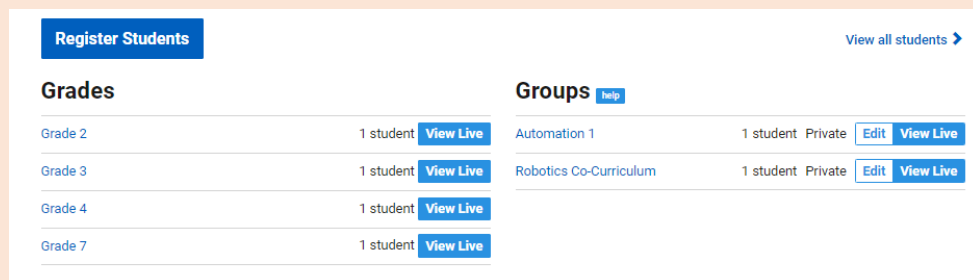 Register Students
View all students
Grades
Grade 2 1 student View Live
Grade 3 1 student View Live
Grade 4 1 student View Live
Grade 7 1 student View Live
Groups help
Automation 1 1 student Private Edit View Live
Robotics Co-Curriculum 1 student Private Edit View Live